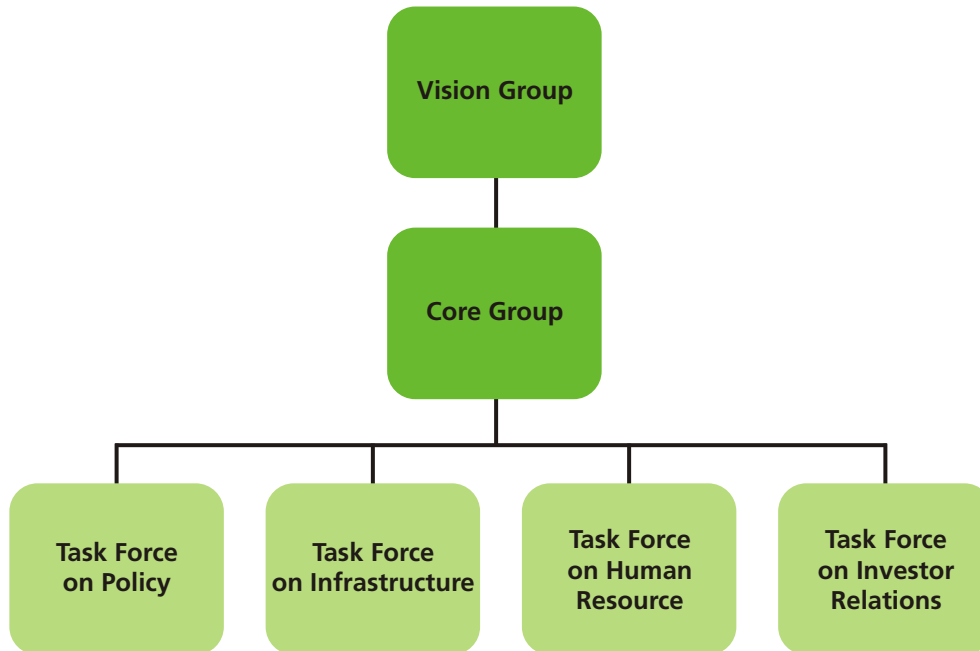 Vision Group
Core Group
Task Force
on Policy
Task Force
on Infrastructure
Task Force
on Human
Resource
Task Force
on Investor
Relations